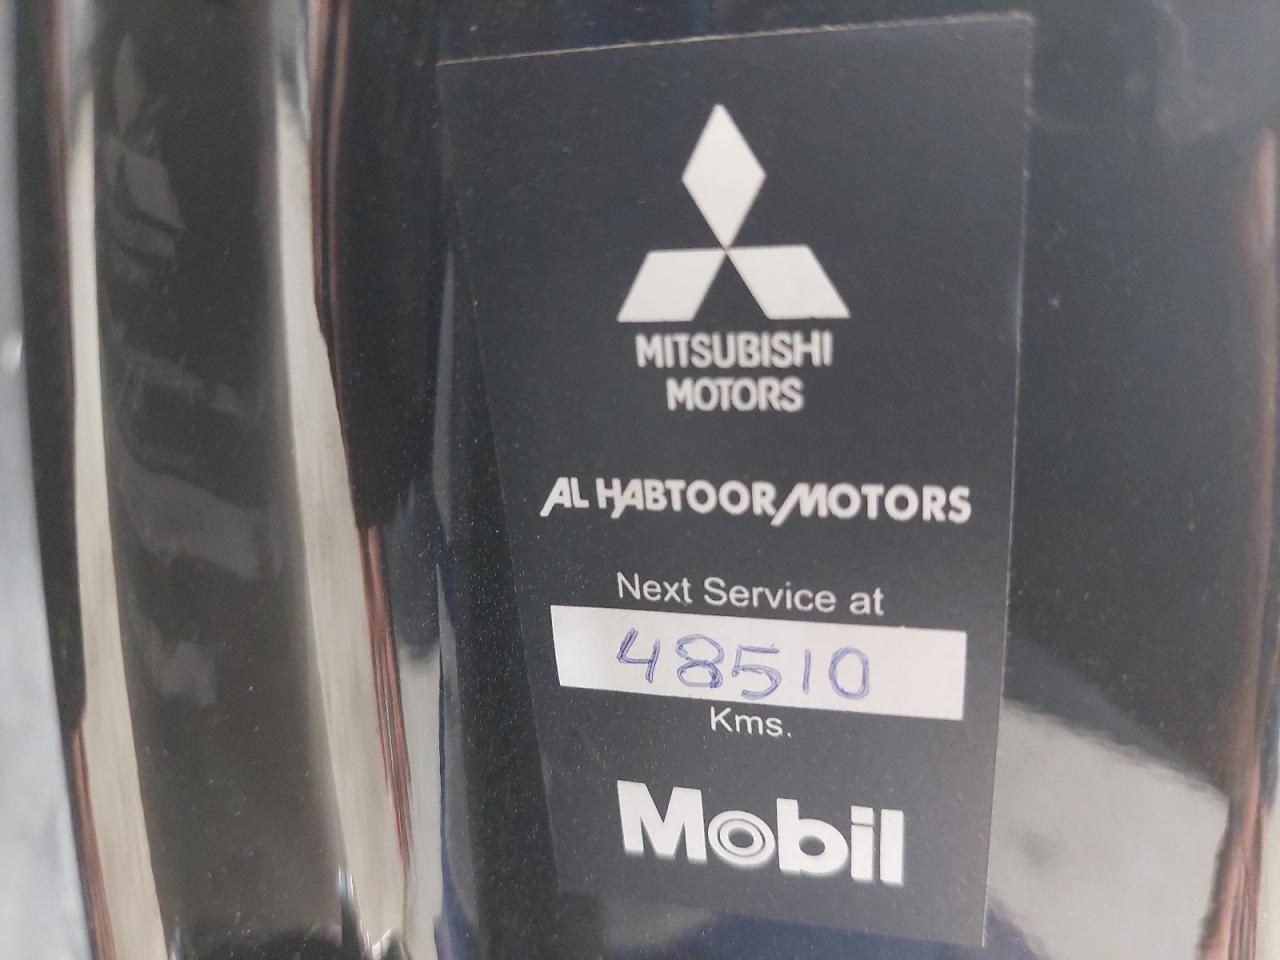 MITSUBISHI
MOTORS
AL HABTOOR MOTORS
Next Service at
48510
Kms.
Mobil